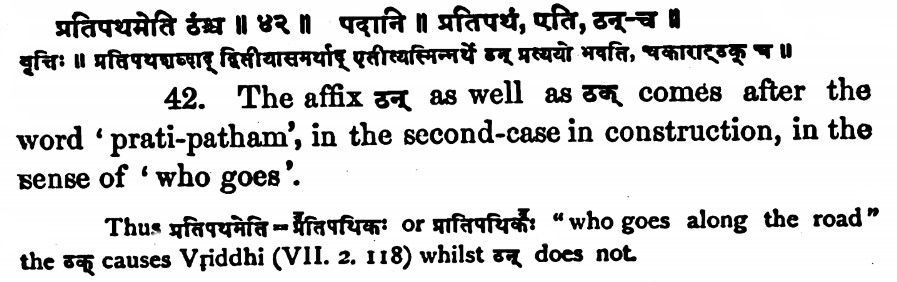 प्रतिपथमेति ठंश्च ॥ ४२ ॥ पदानि ॥ प्रतिपथं, एति, ठन्-च ॥
वृत्तिः ॥ प्रतिपथशब्दाद् द्वितीयासमर्थाद् एतीत्यस्मिन्नर्थे ठन् प्रत्ययो भवति, चकाराट्ठक् च ॥
42. The affix ठन् as well as ठक् comes after the
word ‘prati-patham’, in the second-case in construction, in the
sense of ‘who goes’.
Thus प्रतिपथमेति = प्रतिपथिकः or प्रातिपथिकः “who goes along the road”
the ठक् causes Vṛiddhi (VII. 2. 118) whilst ठन् does not.